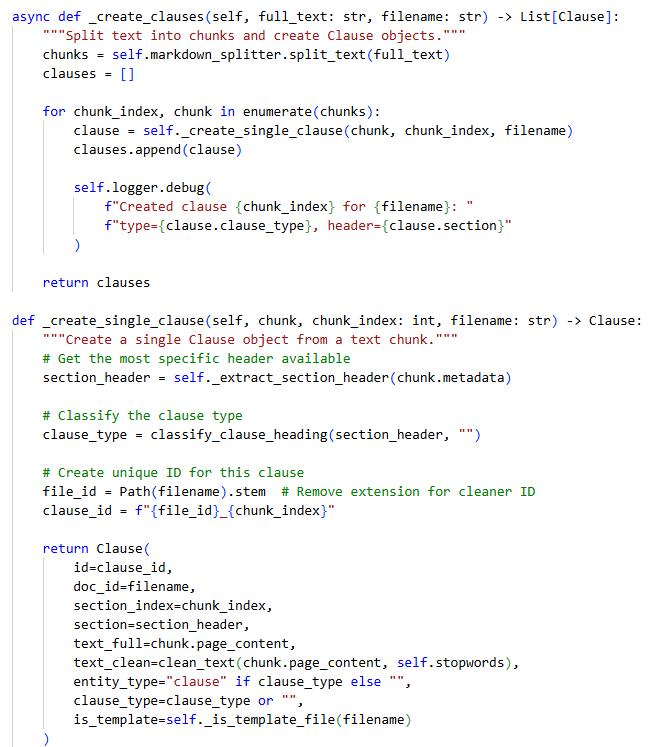 async def _create_clauses(self, full_text: str, filename: str) -> List[Clause]:
    """Split text into chunks and create Clause objects."""
    chunks = self.markdown_splitter.split_text(full_text)
    clauses = []

    for chunk_index, chunk in enumerate(chunks):
        clause = self._create_single_clause(chunk, chunk_index, filename)
        clauses.append(clause)

        self.logger.debug(
            f"Created clause {chunk_index} for {filename}: "
            f"type={clause.clause_type}, header={clause.section}"
        )

    return clauses

def _create_single_clause(self, chunk, chunk_index: int, filename: str) -> Clause:
    """Create a single Clause object from a text chunk."""
    # Get the most specific header available
    section_header = self._extract_section_header(chunk.metadata)

    # Classify the clause type
    clause_type = classify_clause_heading(section_header, "")

    # Create unique ID for this clause
    file_id = Path(filename).stem  # Remove extension for cleaner ID
    clause_id = f"{file_id}_{chunk_index}"

    return Clause(
        id=clause_id,
        doc_id=filename,
        section_index=chunk_index,
        section=section_header,
        text_full=chunk.page_content,
        text_clean=clean_text(chunk.page_content, self.stopwords),
        entity_type="clause" if clause_type else "",
        clause_type=clause_type or "",
        is_template=self._is_template_file(filename)
    )